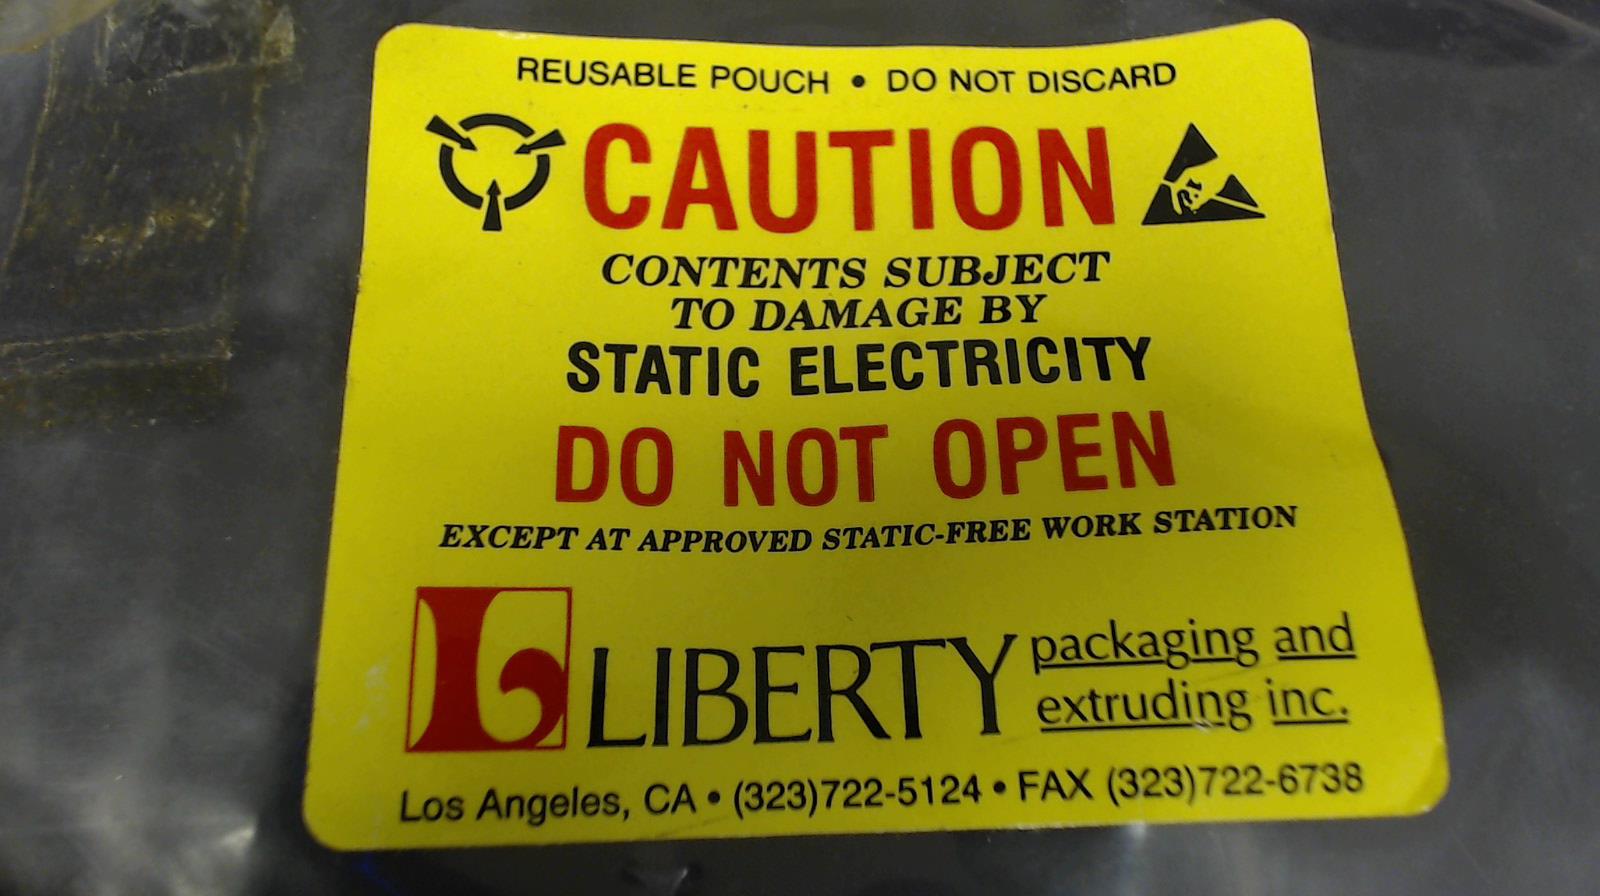 REUSABLE POUCH • DO NOT DISCARD
CAUTION
CONTENTS SUBJECT
TO DAMAGE BY
STATIC ELECTRICITY
DO NOT OPEN
EXCEPT AT APPROVED STATIC-FREE WORK STATION
L LIBERTY packaging and
extruding inc.
Los Angeles, CA • (323)722-5124 • FAX (323)722-6738